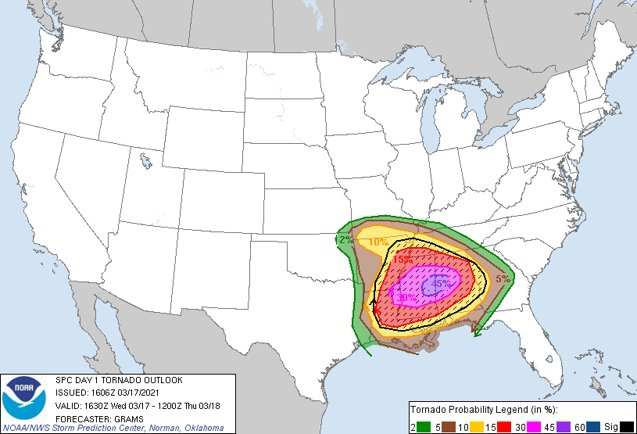 2%
10%
15%
5%
45%
30%
NOAA
SPC DAY 1 TORNADO OUTLOOK
ISSUED: 1606Z 03/17/2021
VALID: 1630Z Wed 03/17 - 1200Z Thu 03/18
FORECASTER: GRAMS
NOAA/NWS Storm Prediction Center, Norman, Oklahoma
Tornado Probability Legend (in %):
2 5 10 15 30 45 60 Sig